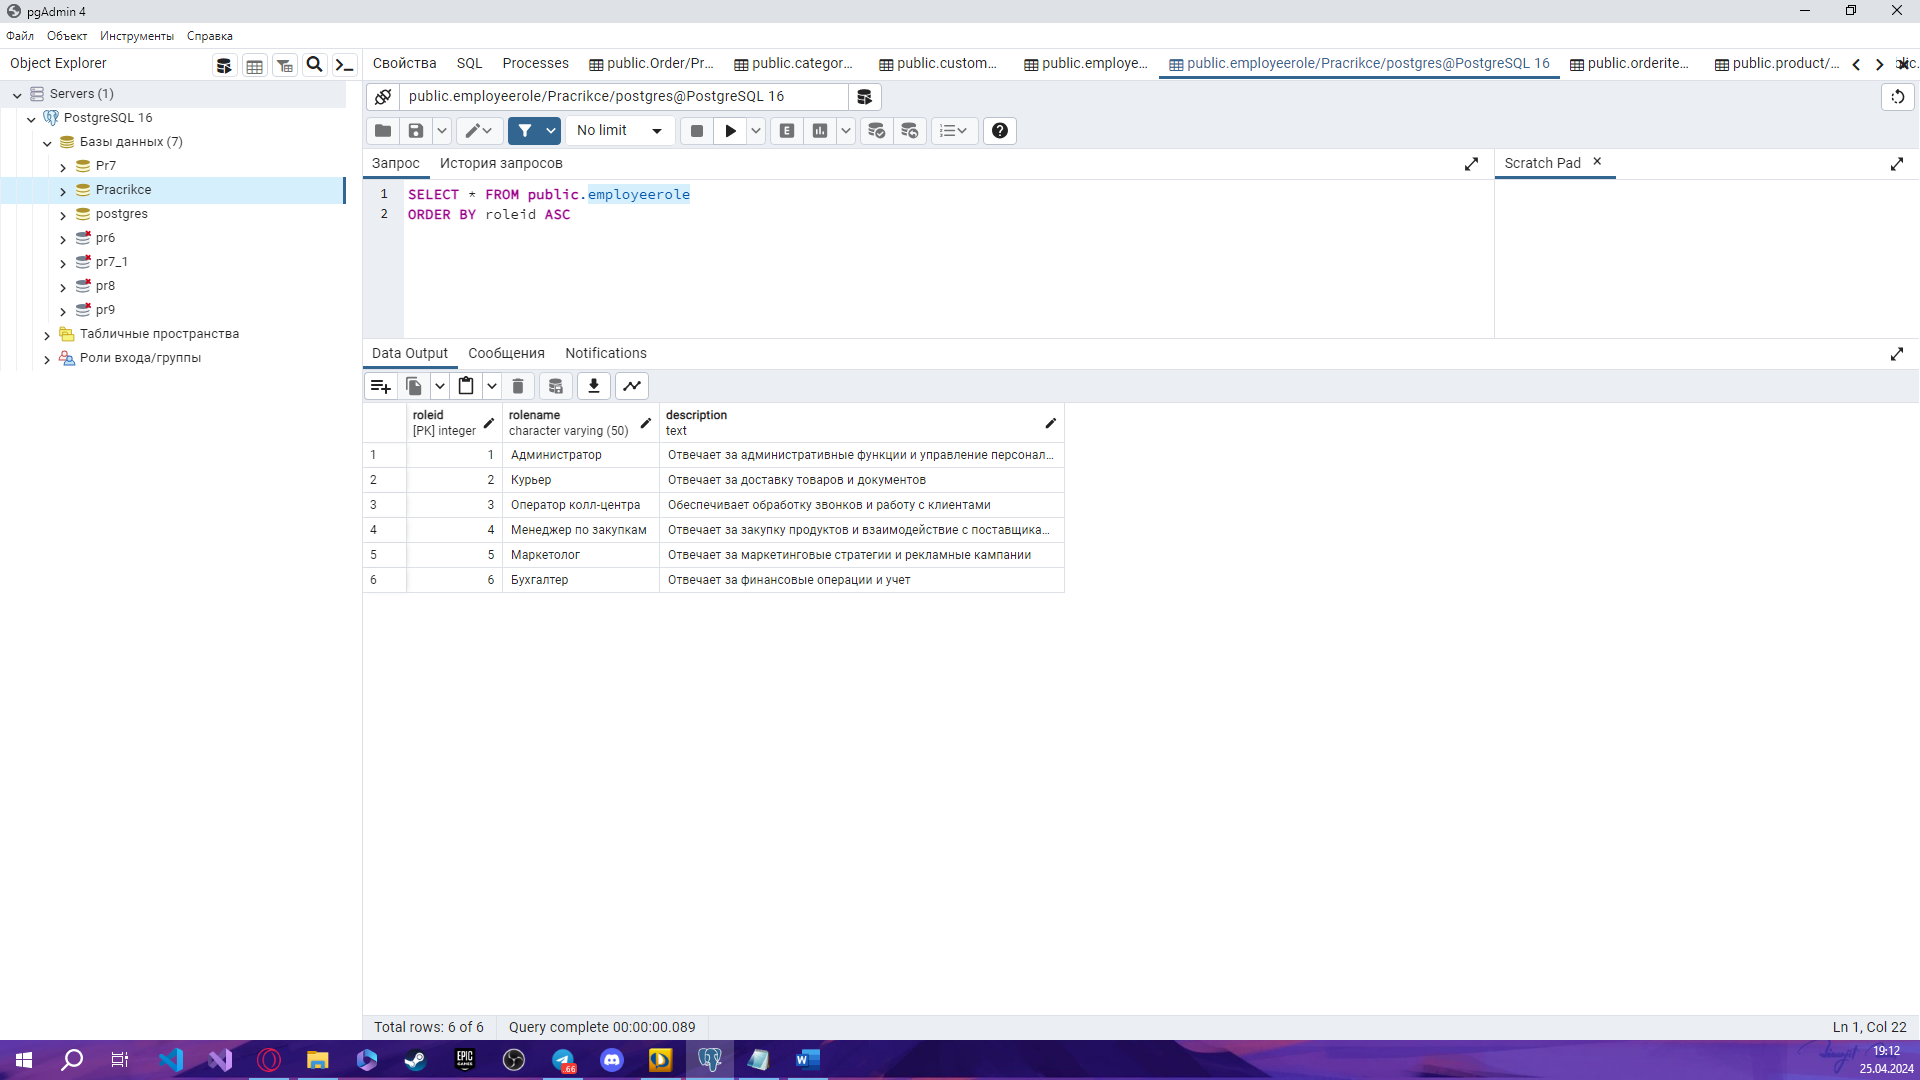 pgAdmin 4
Файл Объект Инструменты Справка
Object Explorer
Свойства SQL Processes public.Order/Pr... public.categor... public.custom... public.employe... public.employeerole/Pracrikce/postgres@PostgreSQL 16 public.orderite... public.product/...
Servers (1)
PostgreSQL 16
Базы данных (7)
Pr7
Pracrikce
postgres
pr6
pr7_1
pr8
pr9
Табличные пространства
Роли входа/группы
public.employeerole/Pracrikce/postgres@PostgreSQL 16
No limit
E
Запрос История запросов
Scratch Pad
1 SELECT * FROM public.employeerole
2 ORDER BY roleid ASC
Data Output Сообщения Notifications
roleid rolename description
[PK] integer character varying (50) text
1 1 Администратор Отвечает за административные функции и управление персонал...
2 2 Курьер Отвечает за доставку товаров и документов
3 3 Оператор колл-центра Обеспечивает обработку звонков и работу с клиентами
4 4 Менеджер по закупкам Отвечает за закупку продуктов и взаимодействие с поставщика...
5 5 Маркетолог Отвечает за маркетинговые стратегии и рекламные кампании
6 6 Бухгалтер Отвечает за финансовые операции и учет
Total rows: 6 of 6 Query complete 00:00:00.089
Ln 1, Col 22
EPIC
GAMES
66
19:12
25.04.2024